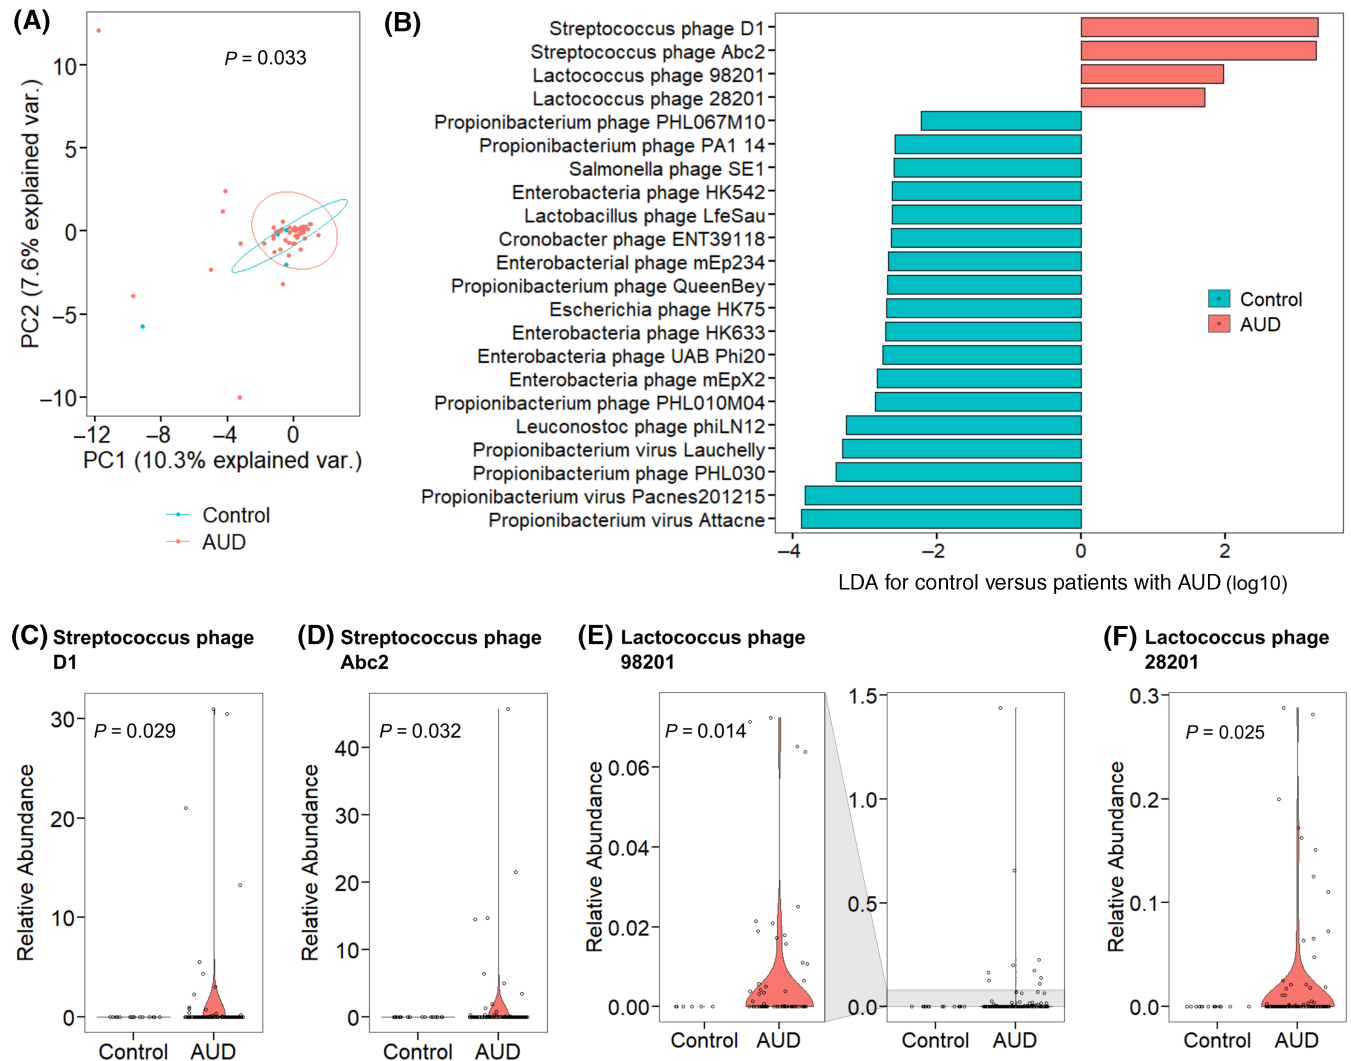 (A)
P = 0.033
PC2 (7.6% explained var.)
10
5
0
−5
−10
−12
−8
−4
0
PC1 (10.3% explained var.)
Control
AUD
(B)
Streptococcus phage D1
Streptococcus phage Abc2
Lactococcus phage 98201
Lactococcus phage 28201
Propionibacterium phage PHL067M10
Propionibacterium phage PA1 14
Salmonella phage SE1
Enterobacteria phage HK542
Lactobacillus phage LfeSau
Cronobacter phage ENT39118
Enterobacterial phage mEp234
Propionibacterium phage QueenBey
Escherichia phage HK75
Enterobacteria phage HK633
Enterobacteria phage UAB Phi20
Enterobacteria phage mEpX2
Propionibacterium phage PHL010M04
Leuconostoc phage phiLN12
Propionibacterium virus Lauchelly
Propionibacterium phage PHL030
Propionibacterium virus Pacnes201215
Propionibacterium virus Attacne
−4
−2
0
2
LDA for control versus patients with AUD (log10)
Control
AUD
(C) Streptococcus phage
D1
P = 0.029
Relative Abundance
30
20
10
0
Control
AUD
(D) Streptococcus phage
Abc2
P = 0.032
Relative Abundance
40
30
20
10
0
Control
AUD
(E) Lactococcus phage
98201
P = 0.014
Relative Abundance
0.06
0.04
0.02
0.00
Control
AUD
1.5
1.0
0.5
0.0
Control
AUD
(F) Lactococcus phage
28201
P = 0.025
Relative Abundance
0.3
0.2
0.1
0.0
Control
AUD